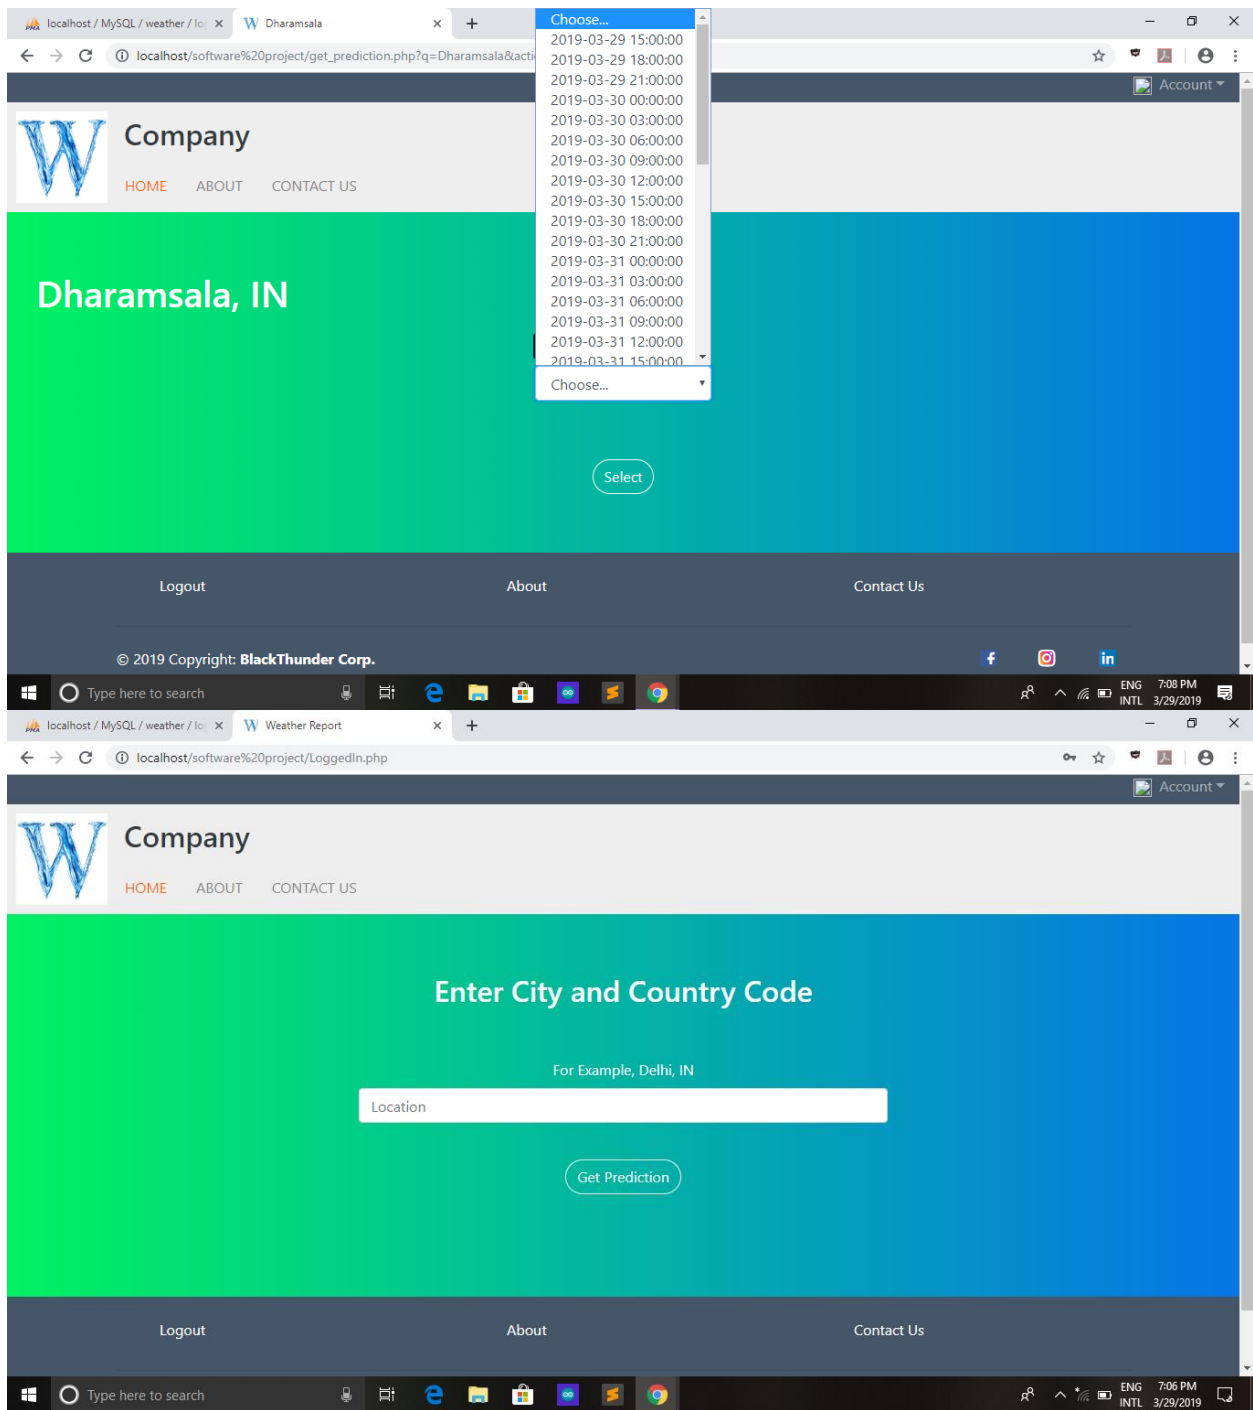 localhost / MySQL / weather / lo
Dharamsala
localhost/software%20project/get_prediction.php?q=Dharamsala&acti
Account
W
Company
HOME ABOUT CONTACT US
Dharamsala, IN
Choose...
2019-03-29 15:00:00
2019-03-29 18:00:00
2019-03-29 21:00:00
2019-03-30 00:00:00
2019-03-30 03:00:00
2019-03-30 06:00:00
2019-03-30 09:00:00
2019-03-30 12:00:00
2019-03-30 15:00:00
2019-03-30 18:00:00
2019-03-30 21:00:00
2019-03-31 00:00:00
2019-03-31 03:00:00
2019-03-31 06:00:00
2019-03-31 09:00:00
2019-03-31 12:00:00
2019-03-31 15:00:00
Choose...
Select
Logout About Contact Us
© 2019 Copyright: BlackThunder Corp.
Type here to search
ENG 7:08 PM
INTL 3/29/2019
localhost / MySQL / weather / lo
Weather Report
localhost/software%20project/LoggedIn.php
Account
W
Company
HOME ABOUT CONTACT US
Enter City and Country Code
For Example, Delhi, IN
Location
Get Prediction
Logout About Contact Us
Type here to search
ENG 7:06 PM
INTL 3/29/2019